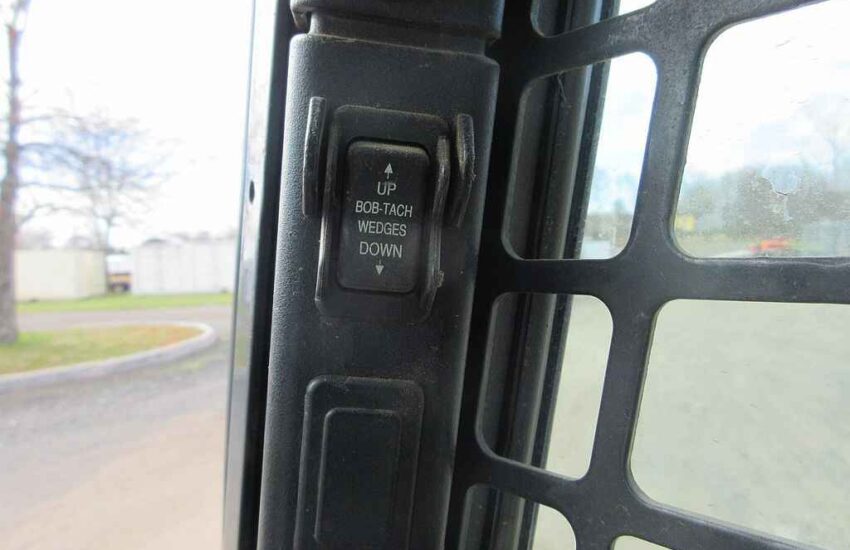 UP
BOB-TACH
WEDGES
DOWN